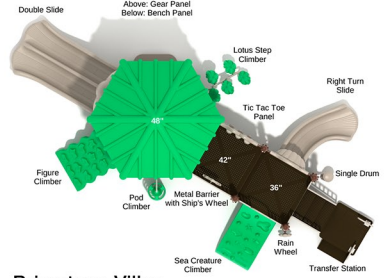 Double Slide
Above: Gear Panel
Below: Bench Panel
Lotus Step
Climber
Right Turn
Slide
Tic Tac Toe
Panel
48"
42"
36"
Single Drum
Figure
Climber
Pod
Climber
Metal Barrier
with Ship's Wheel
Rain
Wheel
Sea Creature
Climber
Transfer Station